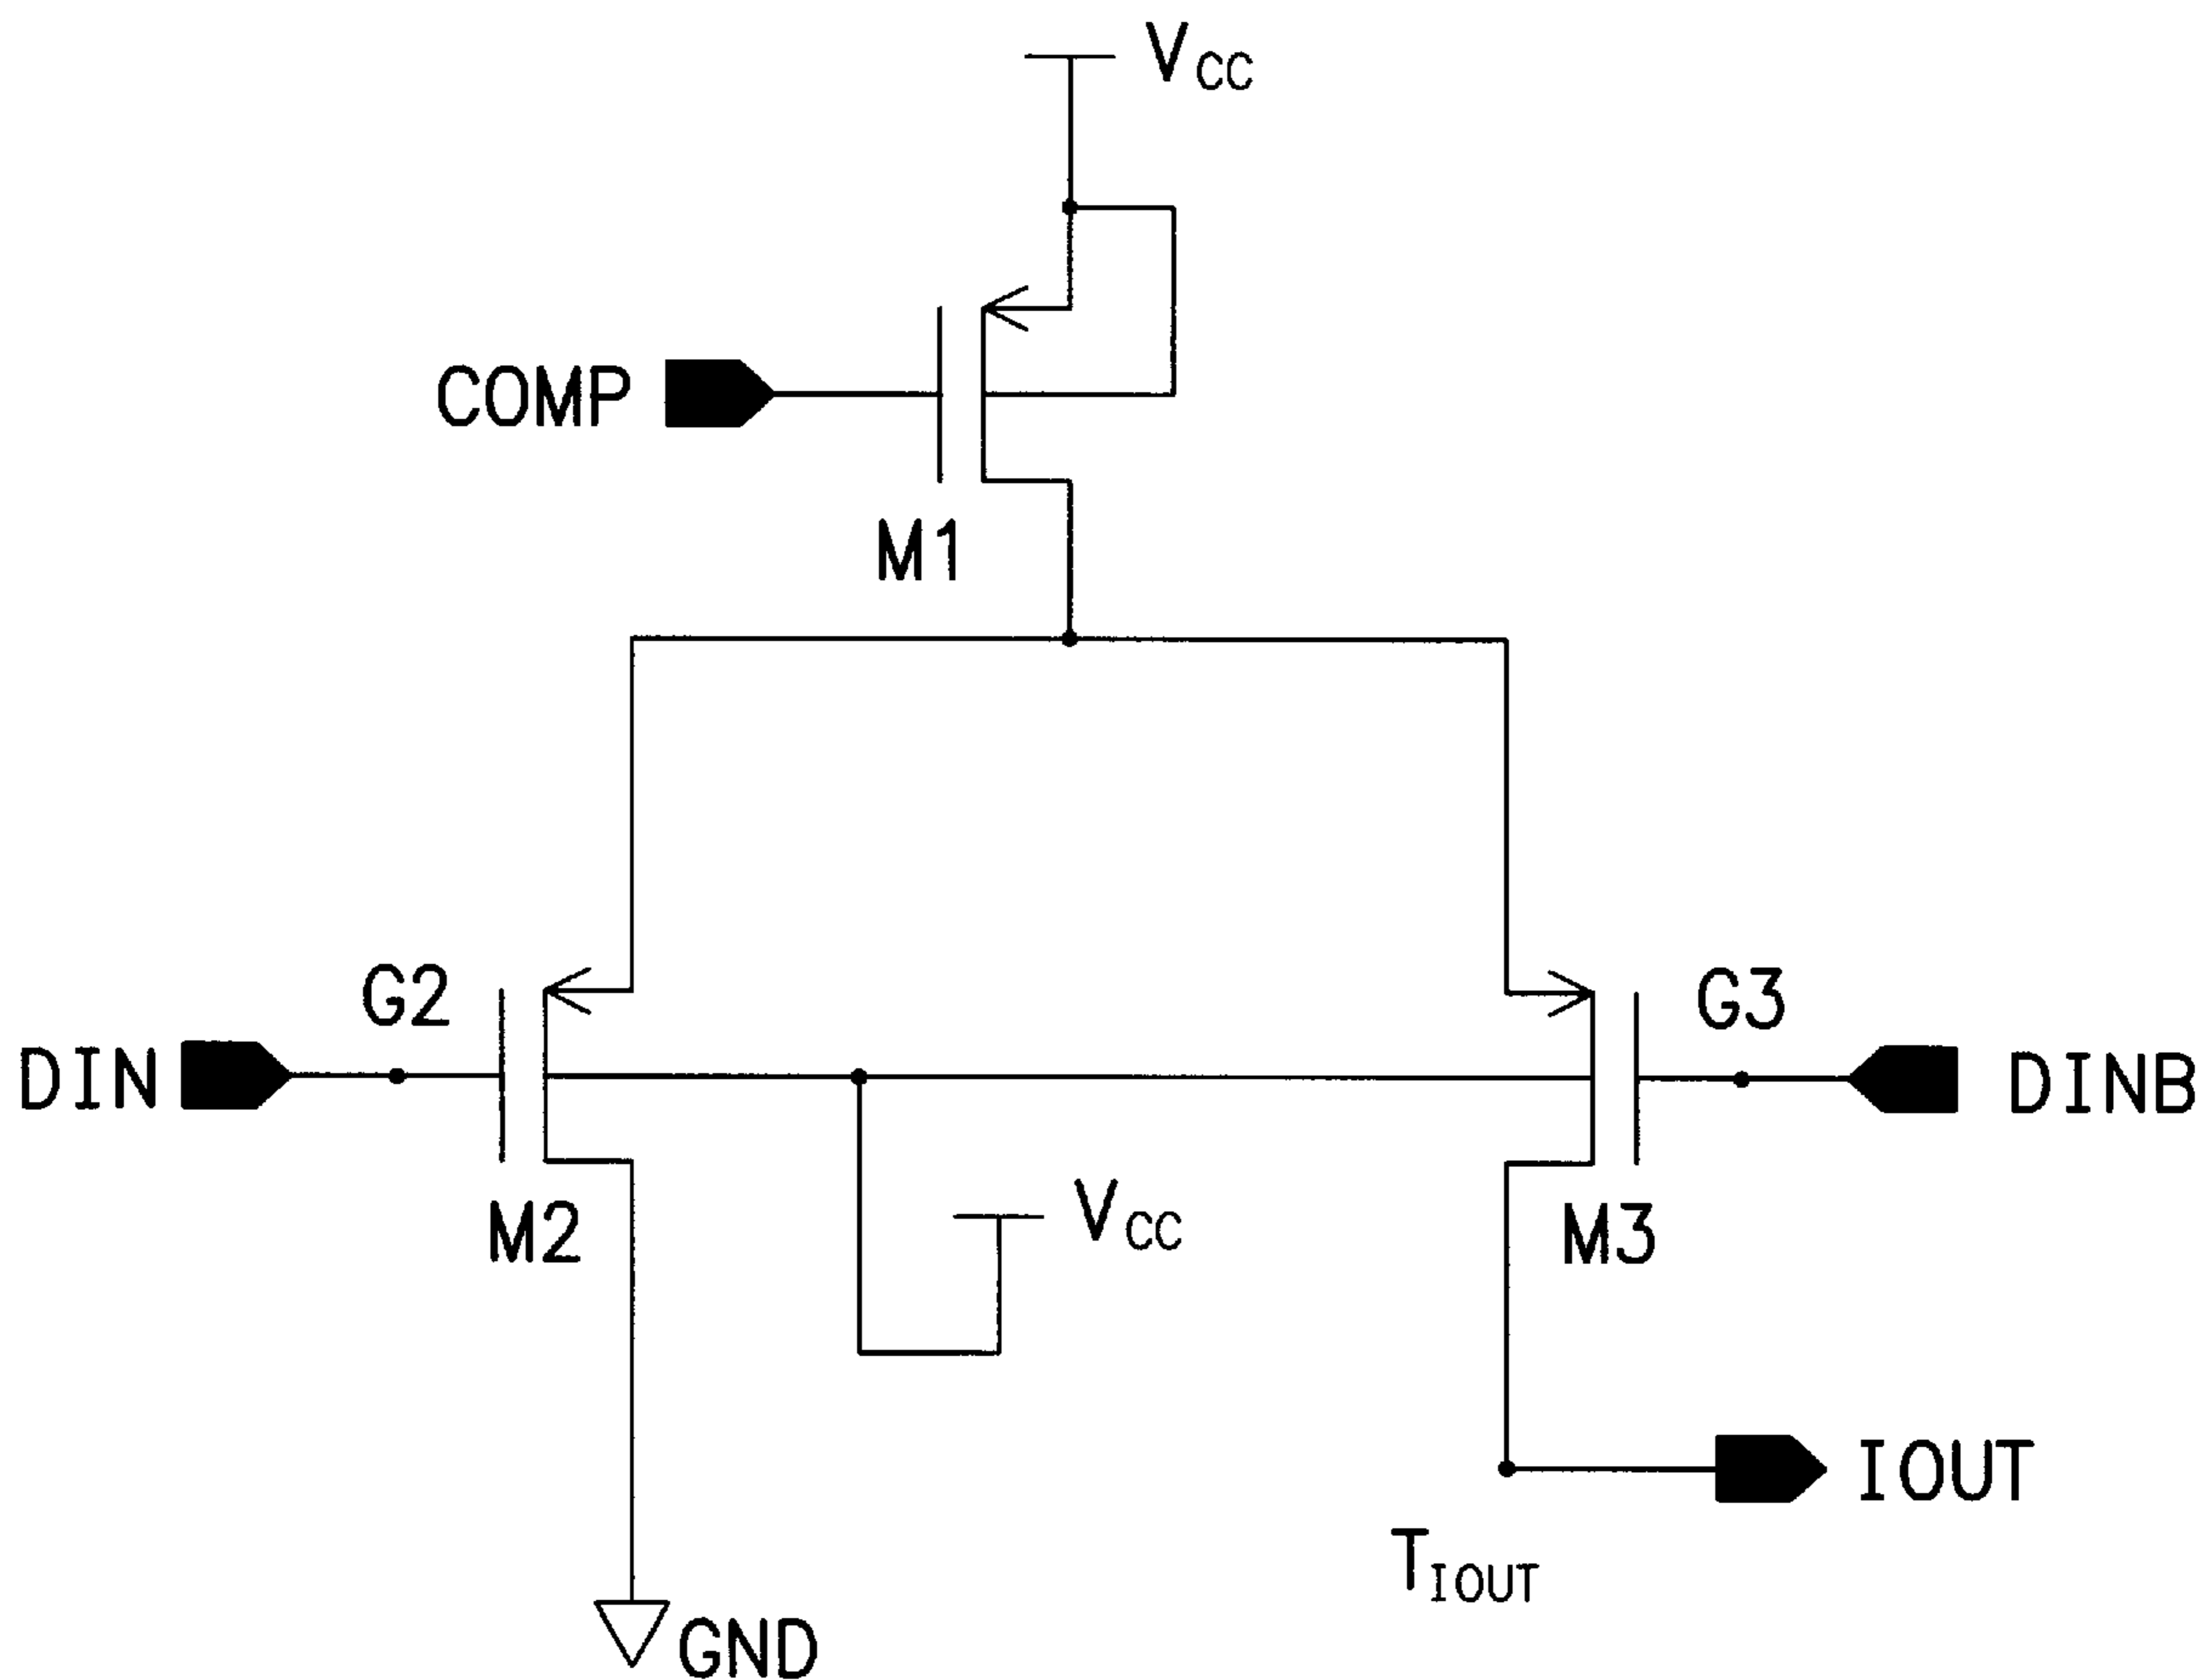 VCC
COMP
M1
G2
G3
DIN
DINB
M2
VCC
M3
IOUT
TIOUT
GND